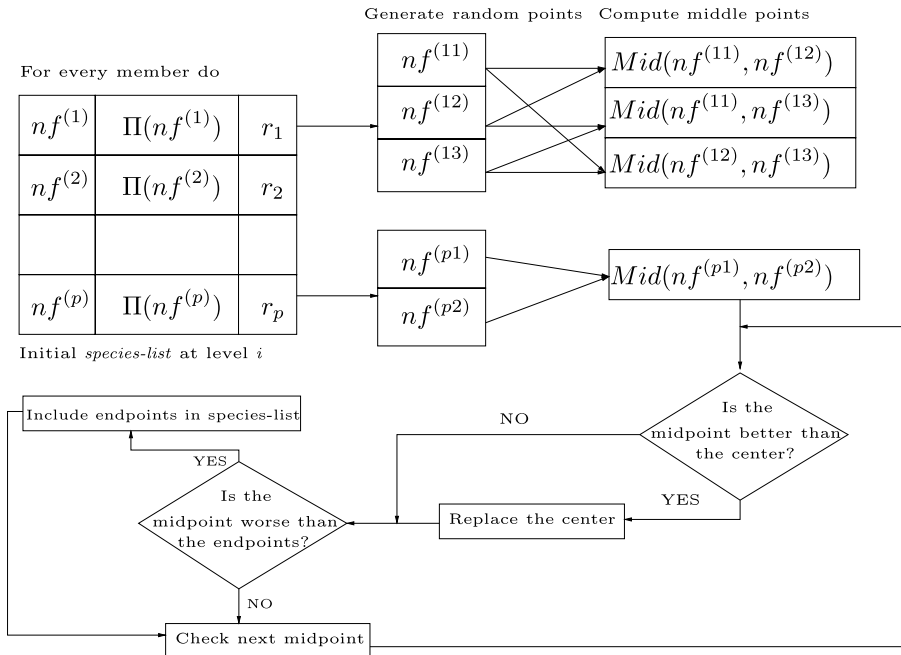 Generate random points
Compute middle points
For every member do
nf^(1) Π(nf^(1)) r_1
nf^(2) Π(nf^(2)) r_2
nf^(p) Π(nf^(p)) r_p
Initial species-list at level i
nf^(11)
nf^(12)
nf^(13)
Mid(nf^(11), nf^(12))
Mid(nf^(11), nf^(13))
Mid(nf^(12), nf^(13))
nf^(p1)
nf^(p2)
Mid(nf^(p1), nf^(p2))
Is the
midpoint better than
the center?
NO
YES
Replace the center
Include endpoints in species-list
YES
Is the
midpoint worse than
the endpoints?
NO
Check next midpoint